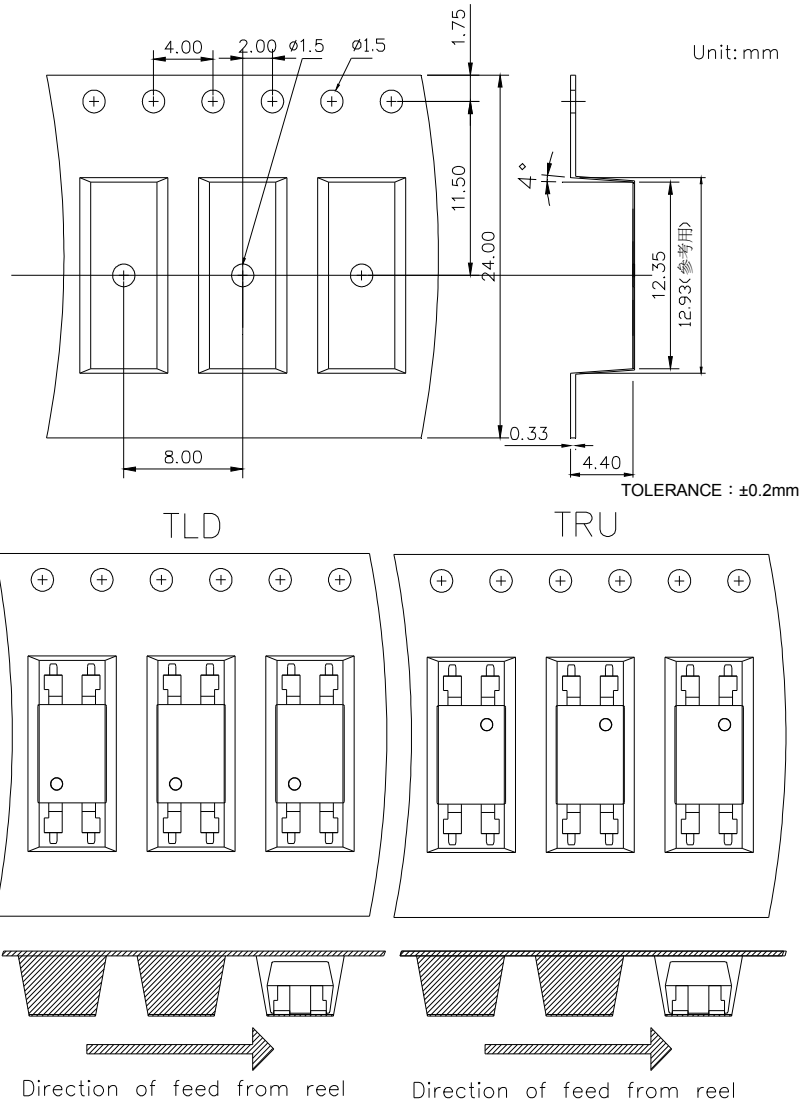 4.00
2.00
ø1.5
ø1.5
1.75
Unit: mm
11.50
24.00
4°
12.35
12.93(参考用)
8.00
0.33
4.40
TOLERANCE : ±0.2mm
TLD
TRU
Direction of feed from reel
Direction of feed from reel